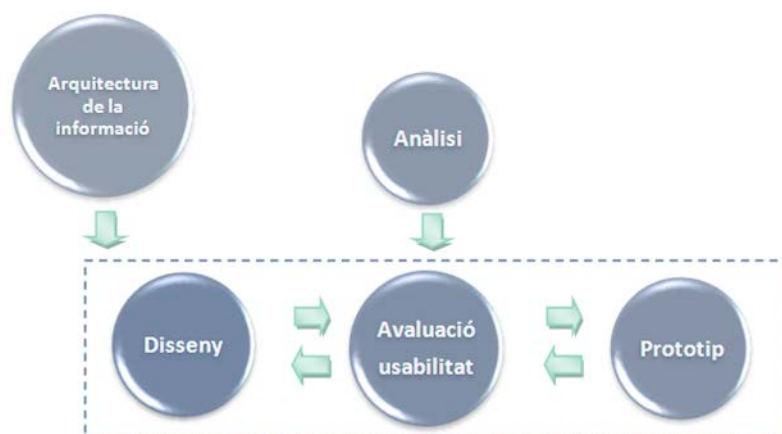 Arquitectura
de la
informació
Anàlisi
Disseny
Avaluació
usabilitat
Prototip